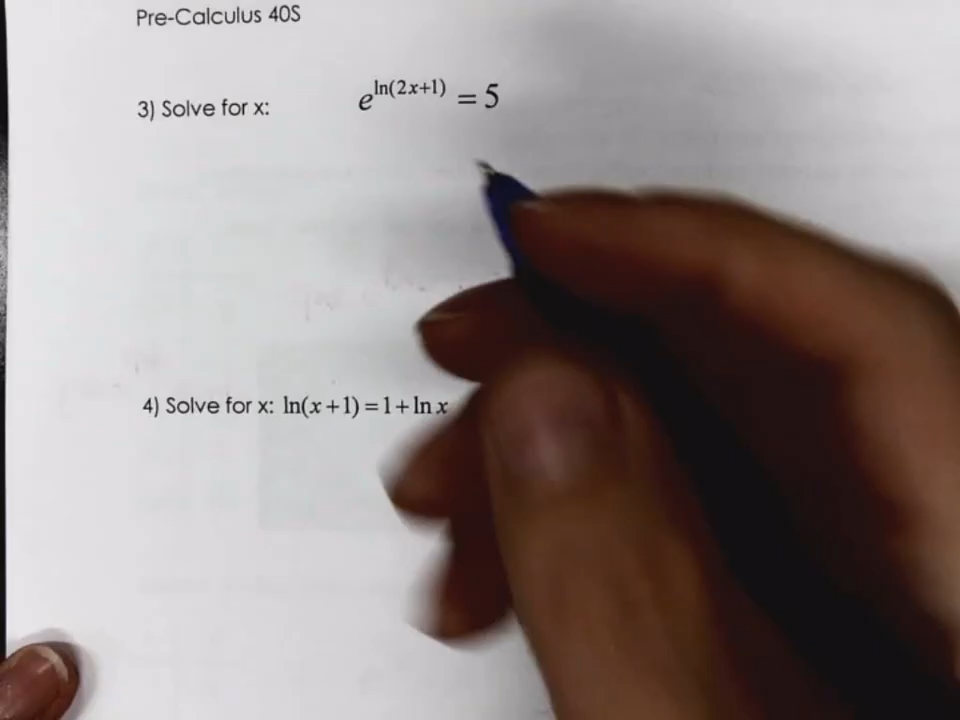 Pre-Calculus 40S
3) Solve for x: e^{ln(2x+1)} = 5
4) Solve for x: ln(x+1)=1+ln x